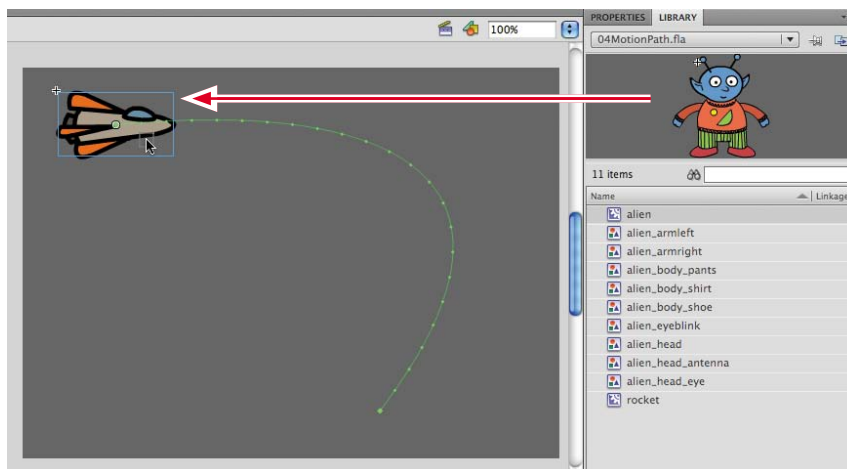 PROPERTIES LIBRARY
100%
04MotionPath.fla
11 items
Name Linkage
alien
alien_armleft
alien_armright
alien_body_pants
alien_body_shirt
alien_body_shoe
alien_eyeblink
alien_head
alien_head_antenna
alien_head_eye
rocket